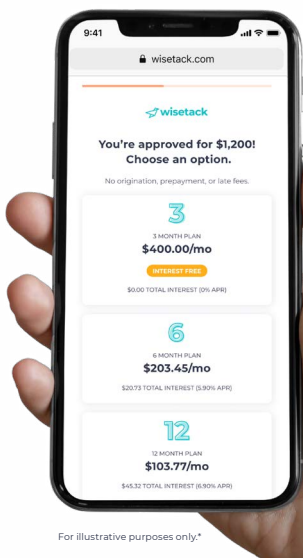 9:41
wisetack.com
wisetack
You're approved for $1,200!
Choose an option.
No origination, prepayment, or late fees.
3
3 MONTH PLAN
$400.00/mo
INTEREST FREE
$0.00 TOTAL INTEREST (0% APR)
6
6 MONTH PLAN
$203.45/mo
$20.73 TOTAL INTEREST (5.90% APR)
12
12 MONTH PLAN
$103.77/mo
$45.32 TOTAL INTEREST (6.90% APR)
For illustrative purposes only.*